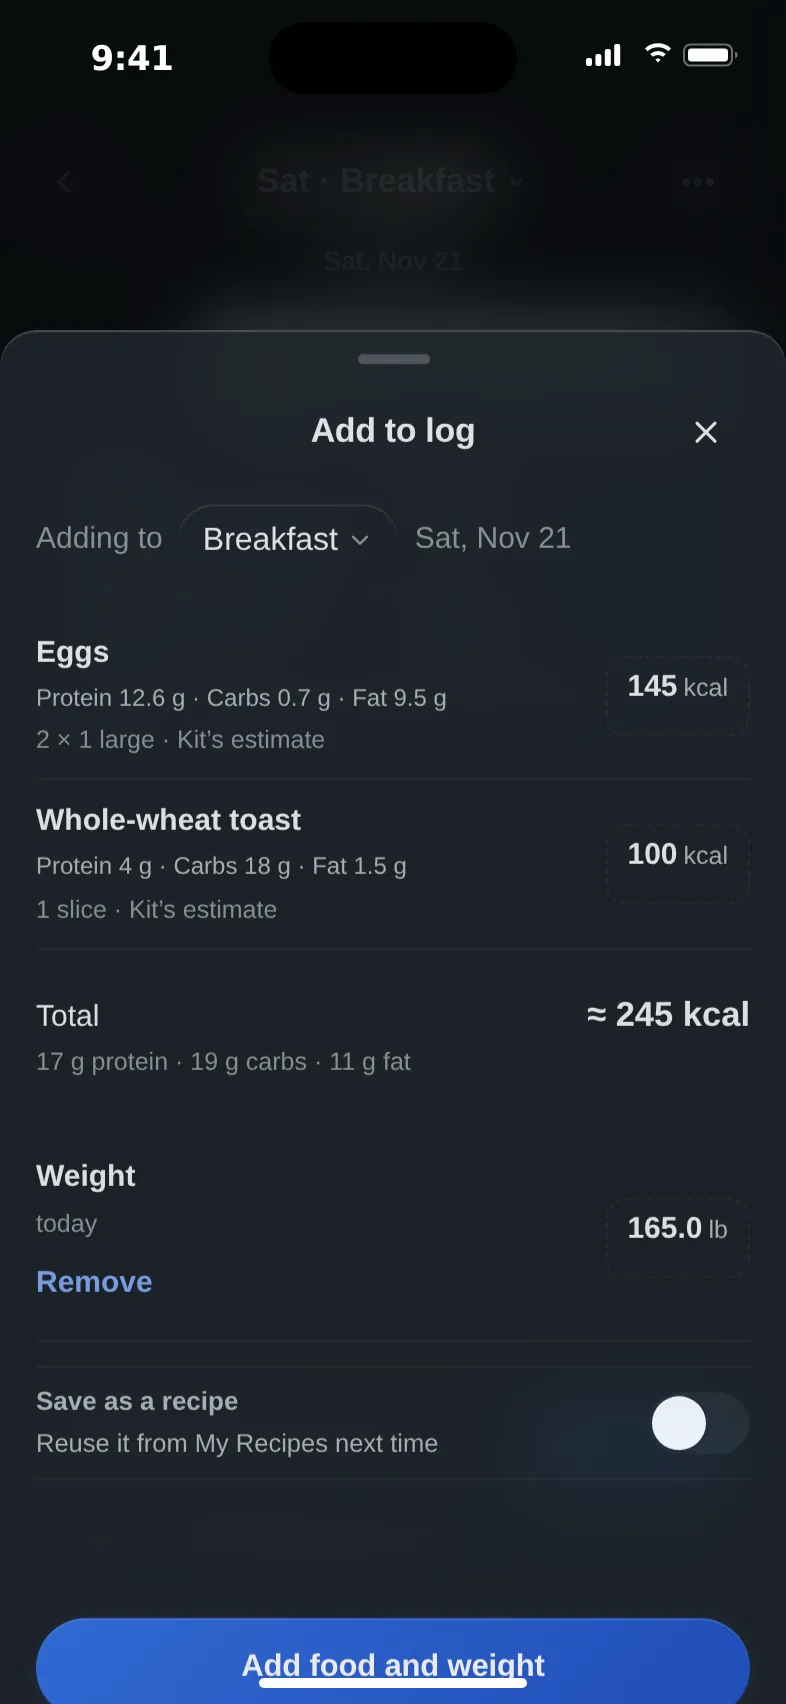 9:41
Sat · Breakfast
Sat, Nov 21
Add to log
Adding to Breakfast Sat, Nov 21
Eggs
Protein 12.6 g · Carbs 0.7 g · Fat 9.5 g
145 kcal
2 × 1 large · Kit’s estimate
Whole-wheat toast
Protein 4 g · Carbs 18 g · Fat 1.5 g
100 kcal
1 slice · Kit’s estimate
Total
≈ 245 kcal
17 g protein · 19 g carbs · 11 g fat
Weight
today
165.0 lb
Remove
Save as a recipe
Reuse it from My Recipes next time
Add food and weight